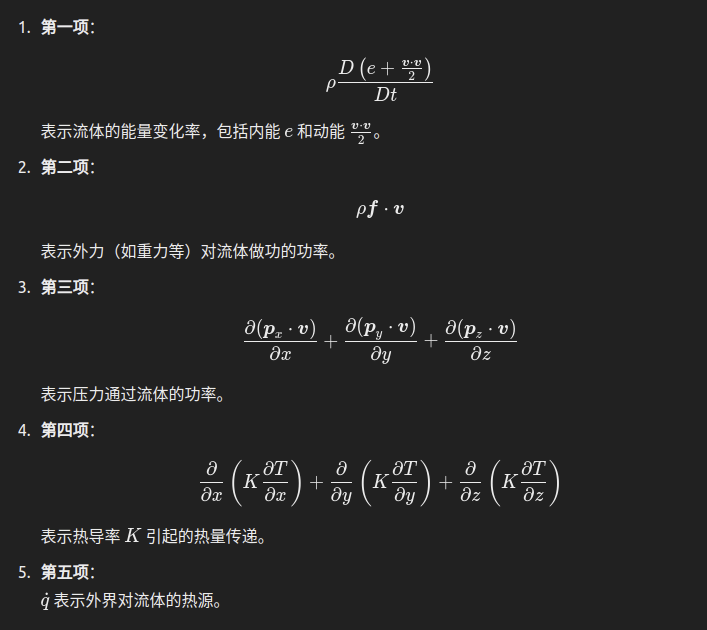 1. 第一项：
$$\rho \frac{D\left(e + \frac{\boldsymbol{v} \cdot \boldsymbol{v}}{2}\right)}{Dt}$$
表示流体的能量变化率，包括内能 $e$ 和动能 $\frac{\boldsymbol{v} \cdot \boldsymbol{v}}{2}$。
2. 第二项：
$$\rho \boldsymbol{f} \cdot \boldsymbol{v}$$
表示外力（如重力等）对流体做功的功率。
3. 第三项：
$$\frac{\partial(\boldsymbol{p}_x \cdot \boldsymbol{v})}{\partial x} + \frac{\partial(\boldsymbol{p}_y \cdot \boldsymbol{v})}{\partial y} + \frac{\partial(\boldsymbol{p}_z \cdot \boldsymbol{v})}{\partial z}$$
表示压力通过流体的功率。
4. 第四项：
$$\frac{\partial}{\partial x}\left(K\frac{\partial T}{\partial x}\right) + \frac{\partial}{\partial y}\left(K\frac{\partial T}{\partial y}\right) + \frac{\partial}{\partial z}\left(K\frac{\partial T}{\partial z}\right)$$
表示热导率 $K$ 引起的热量传递。
5. 第五项：
$\dot{q}$ 表示外界对流体的热源。